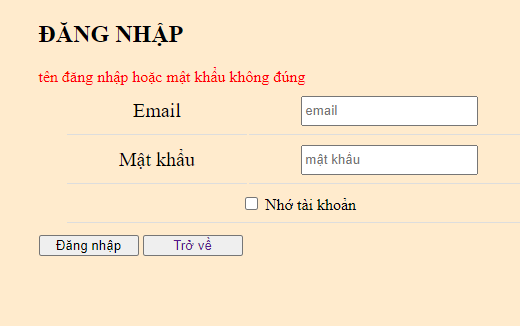 ĐĂNG NHẬP
tên đăng nhập hoặc mật khẩu không đúng
Email email
Mật khẩu mật khẩu
Nhớ tài khoản
Đăng nhập Trở về